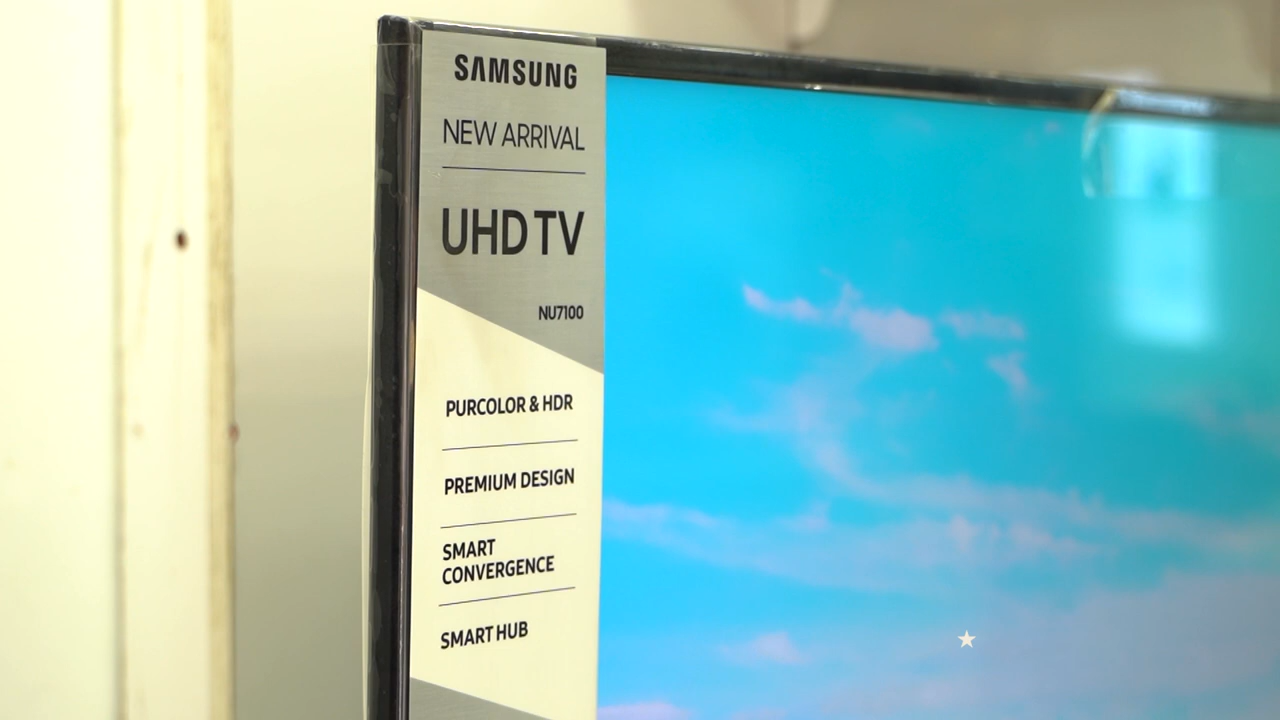 SAMSUNG
NEW ARRIVAL
UHD TV
NU7100
PURCOLOR & HDR
PREMIUM DESIGN
SMART
CONVERGENCE
SMART HUB